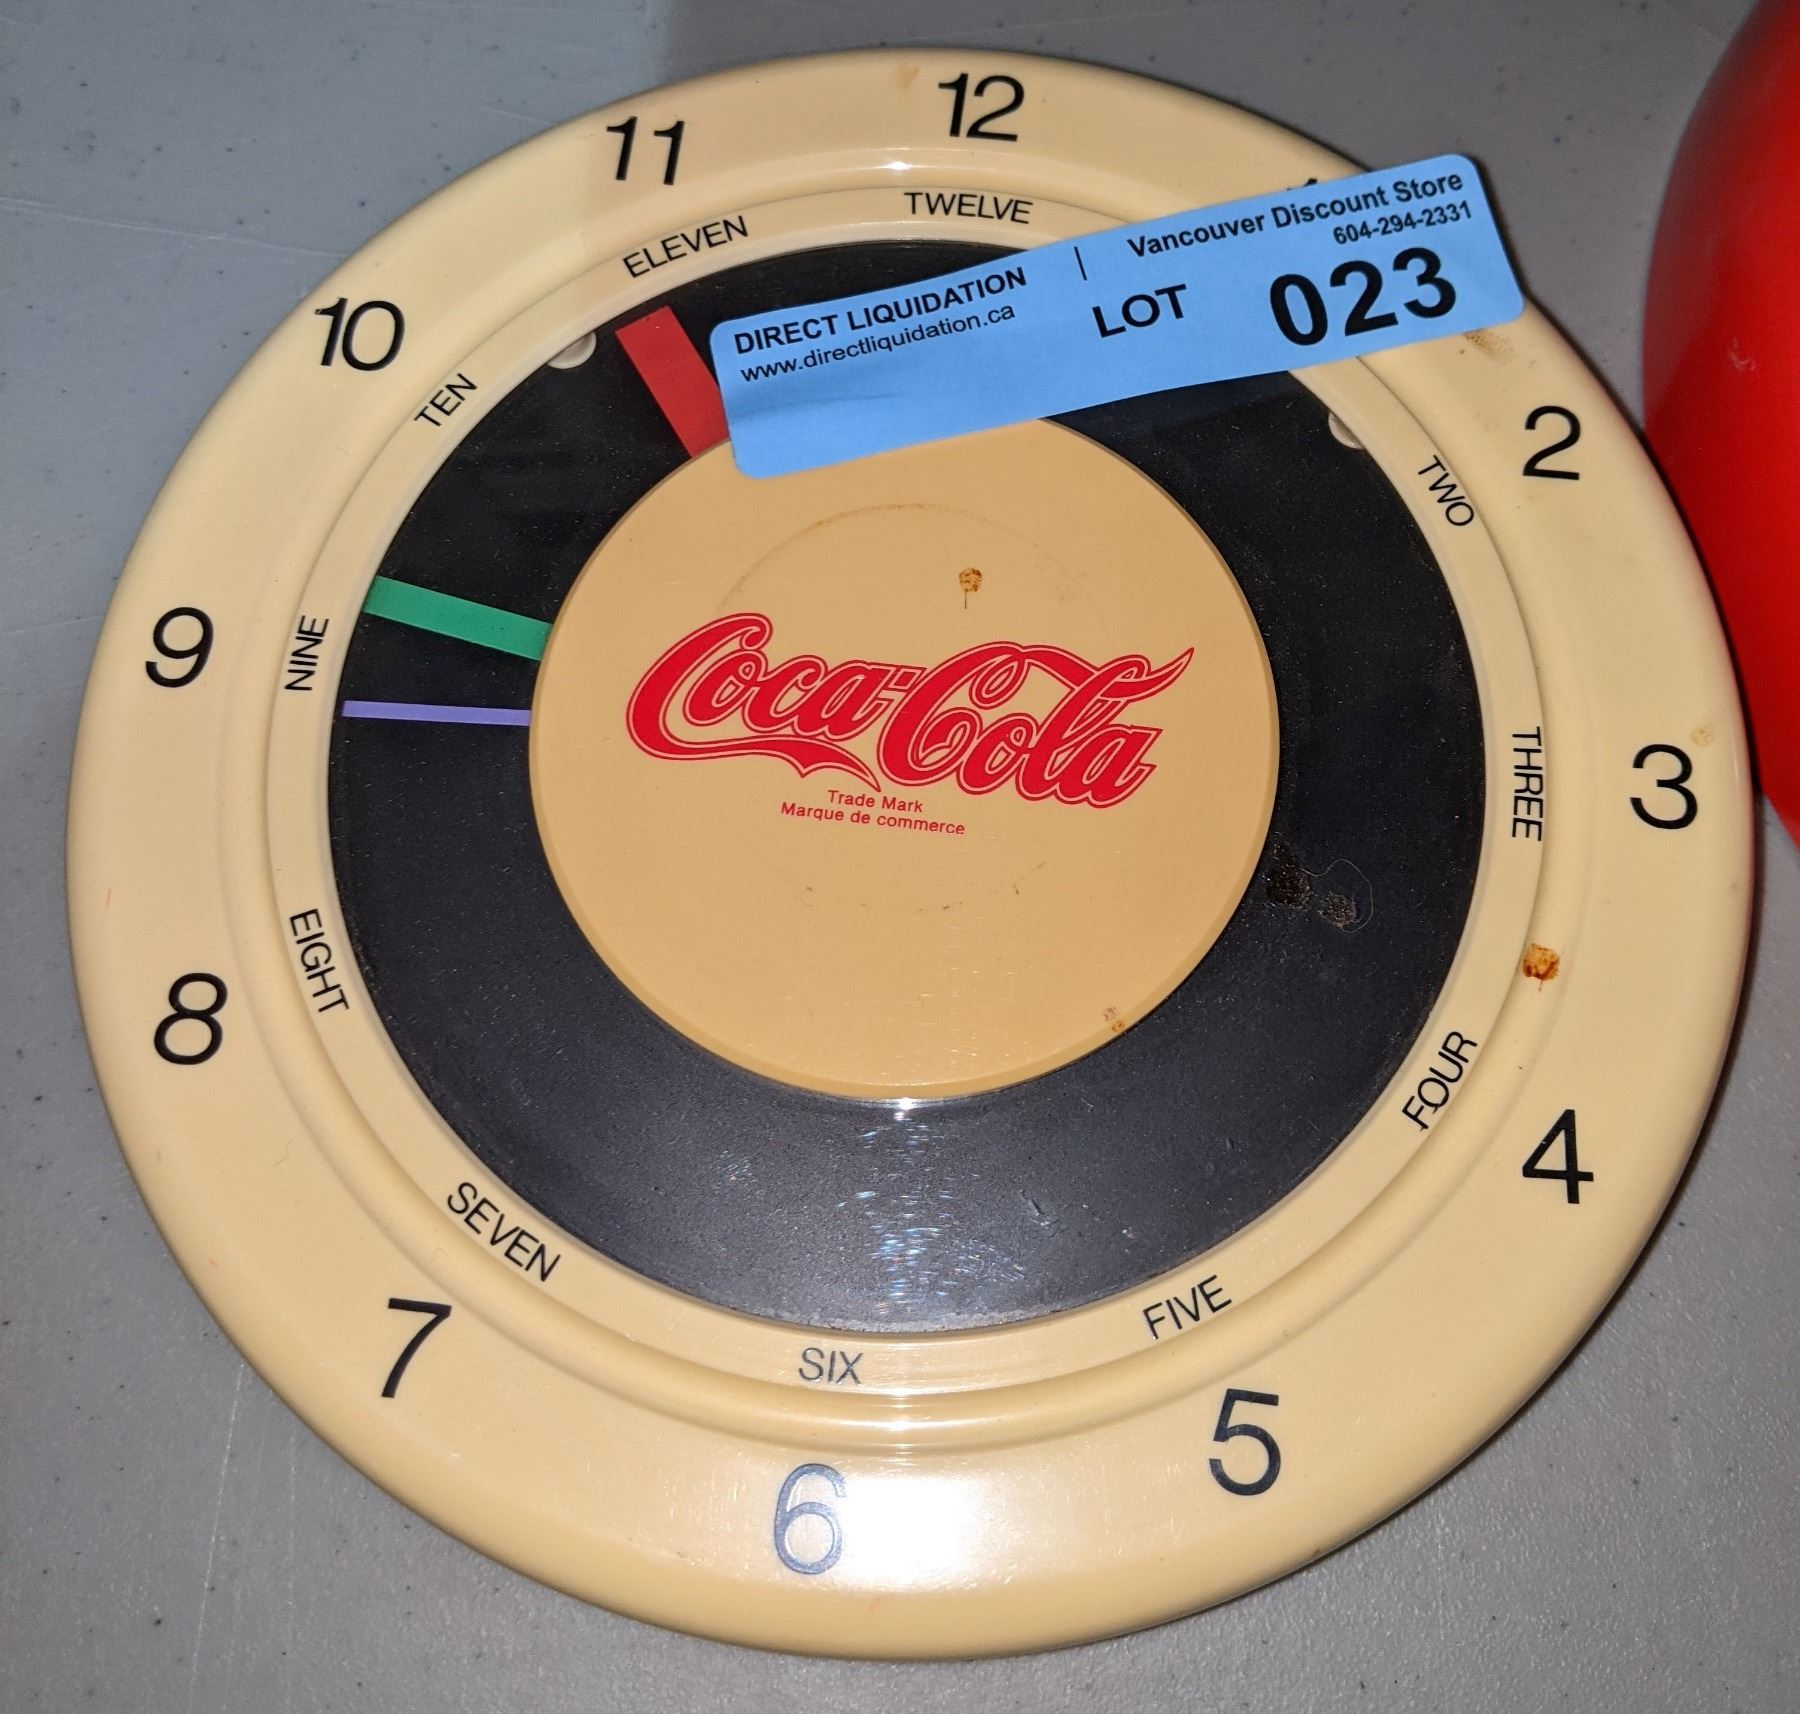 12
11
10
9
8
7
6
5
4
3
2
TWELVE
ELEVEN
TEN
NINE
EIGHT
SEVEN
SIX
FIVE
FOUR
THREE
TWO
DIRECT LIQUIDATION | Vancouver Discount Store
www.directliquidation.ca
604-294-2331
LOT 023
Coca-Cola
Trade Mark
Marque de commerce